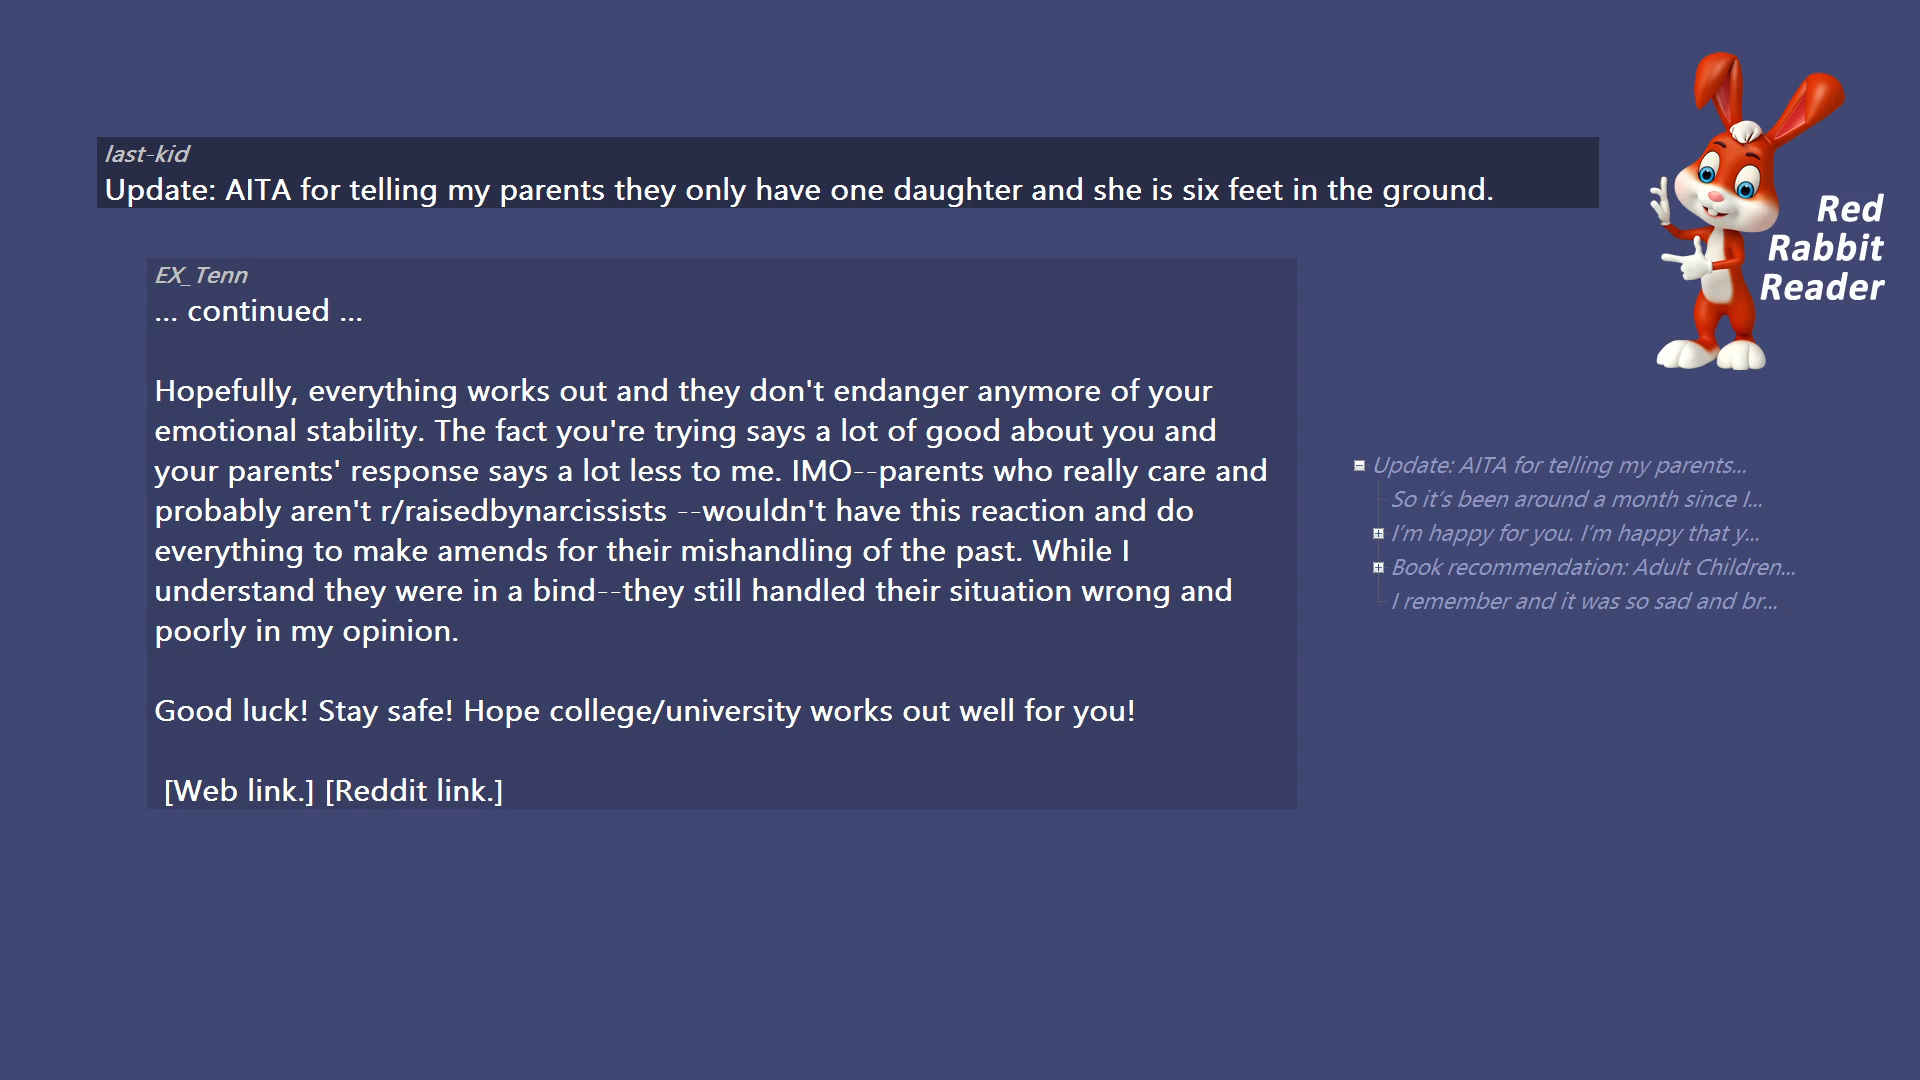 last-kid
Update: AITA for telling my parents they only have one daughter and she is six feet in the ground.
EX_Tenn
... continued ...
Hopefully, everything works out and they don't endanger anymore of your
emotional stability. The fact you're trying says a lot of good about you and
your parents' response says a lot less to me. IMO--parents who really care and
probably aren't r/raisedbynarcissists --wouldn't have this reaction and do
everything to make amends for their mishandling of the past. While I
understand they were in a bind--they still handled their situation wrong and
poorly in my opinion.
Good luck! Stay safe! Hope college/university works out well for you!
[Web link.] [Reddit link.]
Red
Rabbit
Reader
Update: AITA for telling my parents...
So it’s been around a month since I...
I’m happy for you. I’m happy that y...
Book recommendation: Adult Children...
I remember and it was so sad and br...